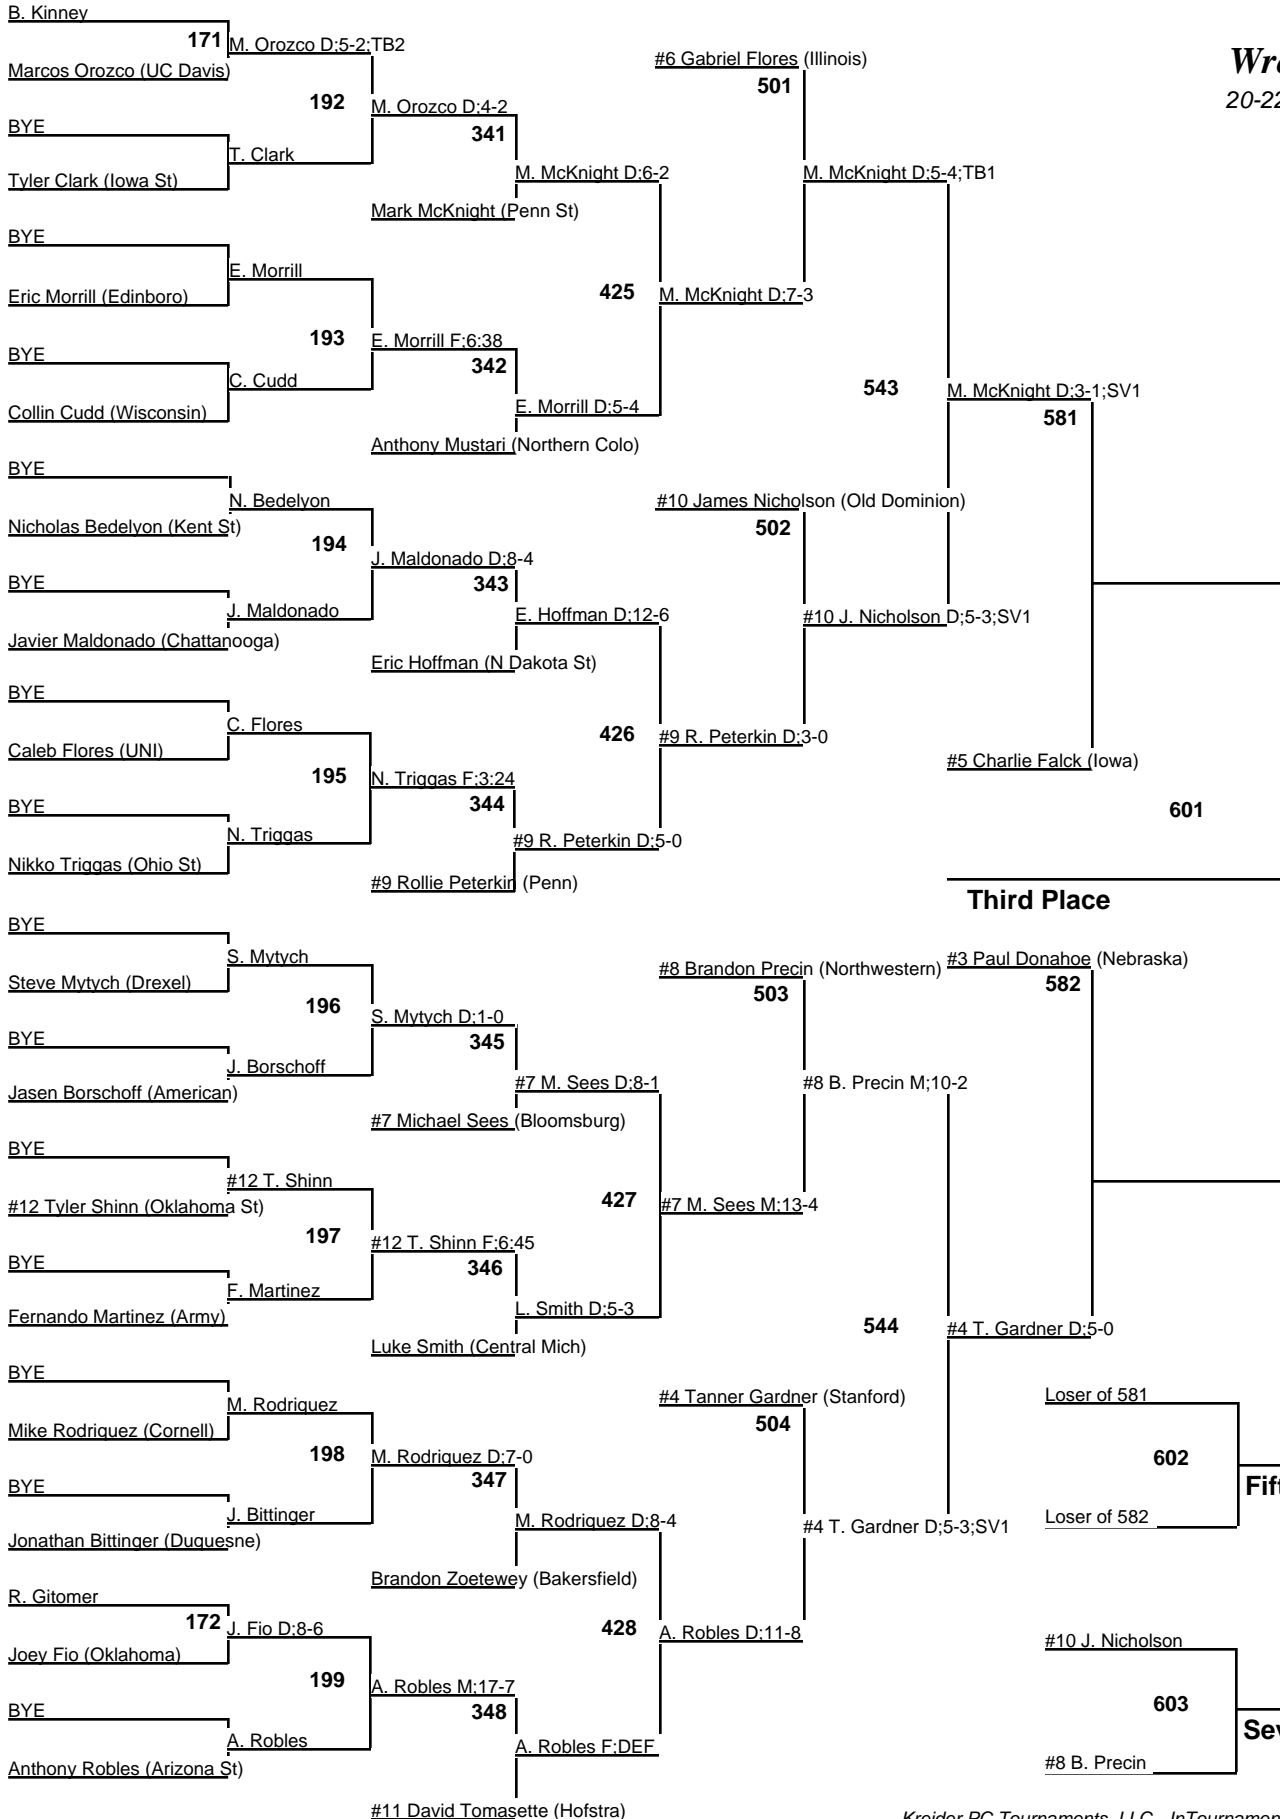 B. Kinney
171 M. Orozco D;5-2;TB2
#6 Gabriel Flores (Illinois)
Marcos Orozco (UC Davis)
501
20-22
192
M. Orozco D;4-2
BYE
341
T. Clark
M. McKnight D;6-2
M. McKnight D;5-4;TB1
Tyler Clark (Iowa St)
Mark McKnight (Penn St)
BYE
E. Morrill
Eric Morrill (Edinboro)
425
M. McKnight D;7-3
193
E. Morrill F;6:38
BYE
342
C. Cudd
543
M. McKnight D;3-1;SV1
Collin Cudd (Wisconsin)
E. Morrill D;5-4
581
Anthony Mustari (Northern Colo)
BYE
N. Bedelyon
#10 James Nicholson (Old Dominion)
Nicholas Bedelyon (Kent St)
502
194
J. Maldonado D;8-4
BYE
343
J. Maldonado
E. Hoffman D;12-6
#10 J. Nicholson D;5-3;SV1
Javier Maldonado (Chattanooga)
Eric Hoffman (N Dakota St)
BYE
C. Flores
426
#9 R. Peterkin D;3-0
Caleb Flores (UNI)
#5 Charlie Falck (Iowa)
195
N. Triggas F;3:24
BYE
344
601
N. Triggas
#9 R. Peterkin D;5-0
Nikko Triggas (Ohio St)
#9 Rollie Peterkin (Penn)
Third Place
BYE
S. Mytych
#8 Brandon Precin (Northwestern)
#3 Paul Donahoe (Nebraska)
Steve Mytych (Drexel)
503
582
196
S. Mytych D;1-0
BYE
345
J. Borschoff
#7 M. Sees D;8-1
#8 B. Precin M;10-2
Jasen Borschoff (American)
#7 Michael Sees (Bloomsburg)
BYE
#12 T. Shinn
427
#7 M. Sees M;13-4
#12 Tyler Shinn (Oklahoma St)
197
#12 T. Shinn F;6:45
BYE
346
F. Martinez
L. Smith D;5-3
Fernando Martinez (Army)
544
#4 T. Gardner D;5-0
Luke Smith (Central Mich)
BYE
M. Rodriquez
#4 Tanner Gardner (Stanford)
Loser of 581
Mike Rodriquez (Cornell)
504
198
M. Rodriquez D;7-0
602
BYE
347
J. Bittinger
M. Rodriquez D;8-4
#4 T. Gardner D;5-3;SV1
Loser of 582
Jonathan Bittinger (Duquesne)
Brandon Zoetewey (Bakersfield)
R. Gitomer
172 J. Fio D;8-6
428
A. Robles D;11-8
#10 J. Nicholson
Joey Fio (Oklahoma)
199
A. Robles M;17-7
BYE
348
603
A. Robles
A. Robles F;DEF
Anthony Robles (Arizona St)
#8 B. Precin
#11 David Tomasette (Hofstra)